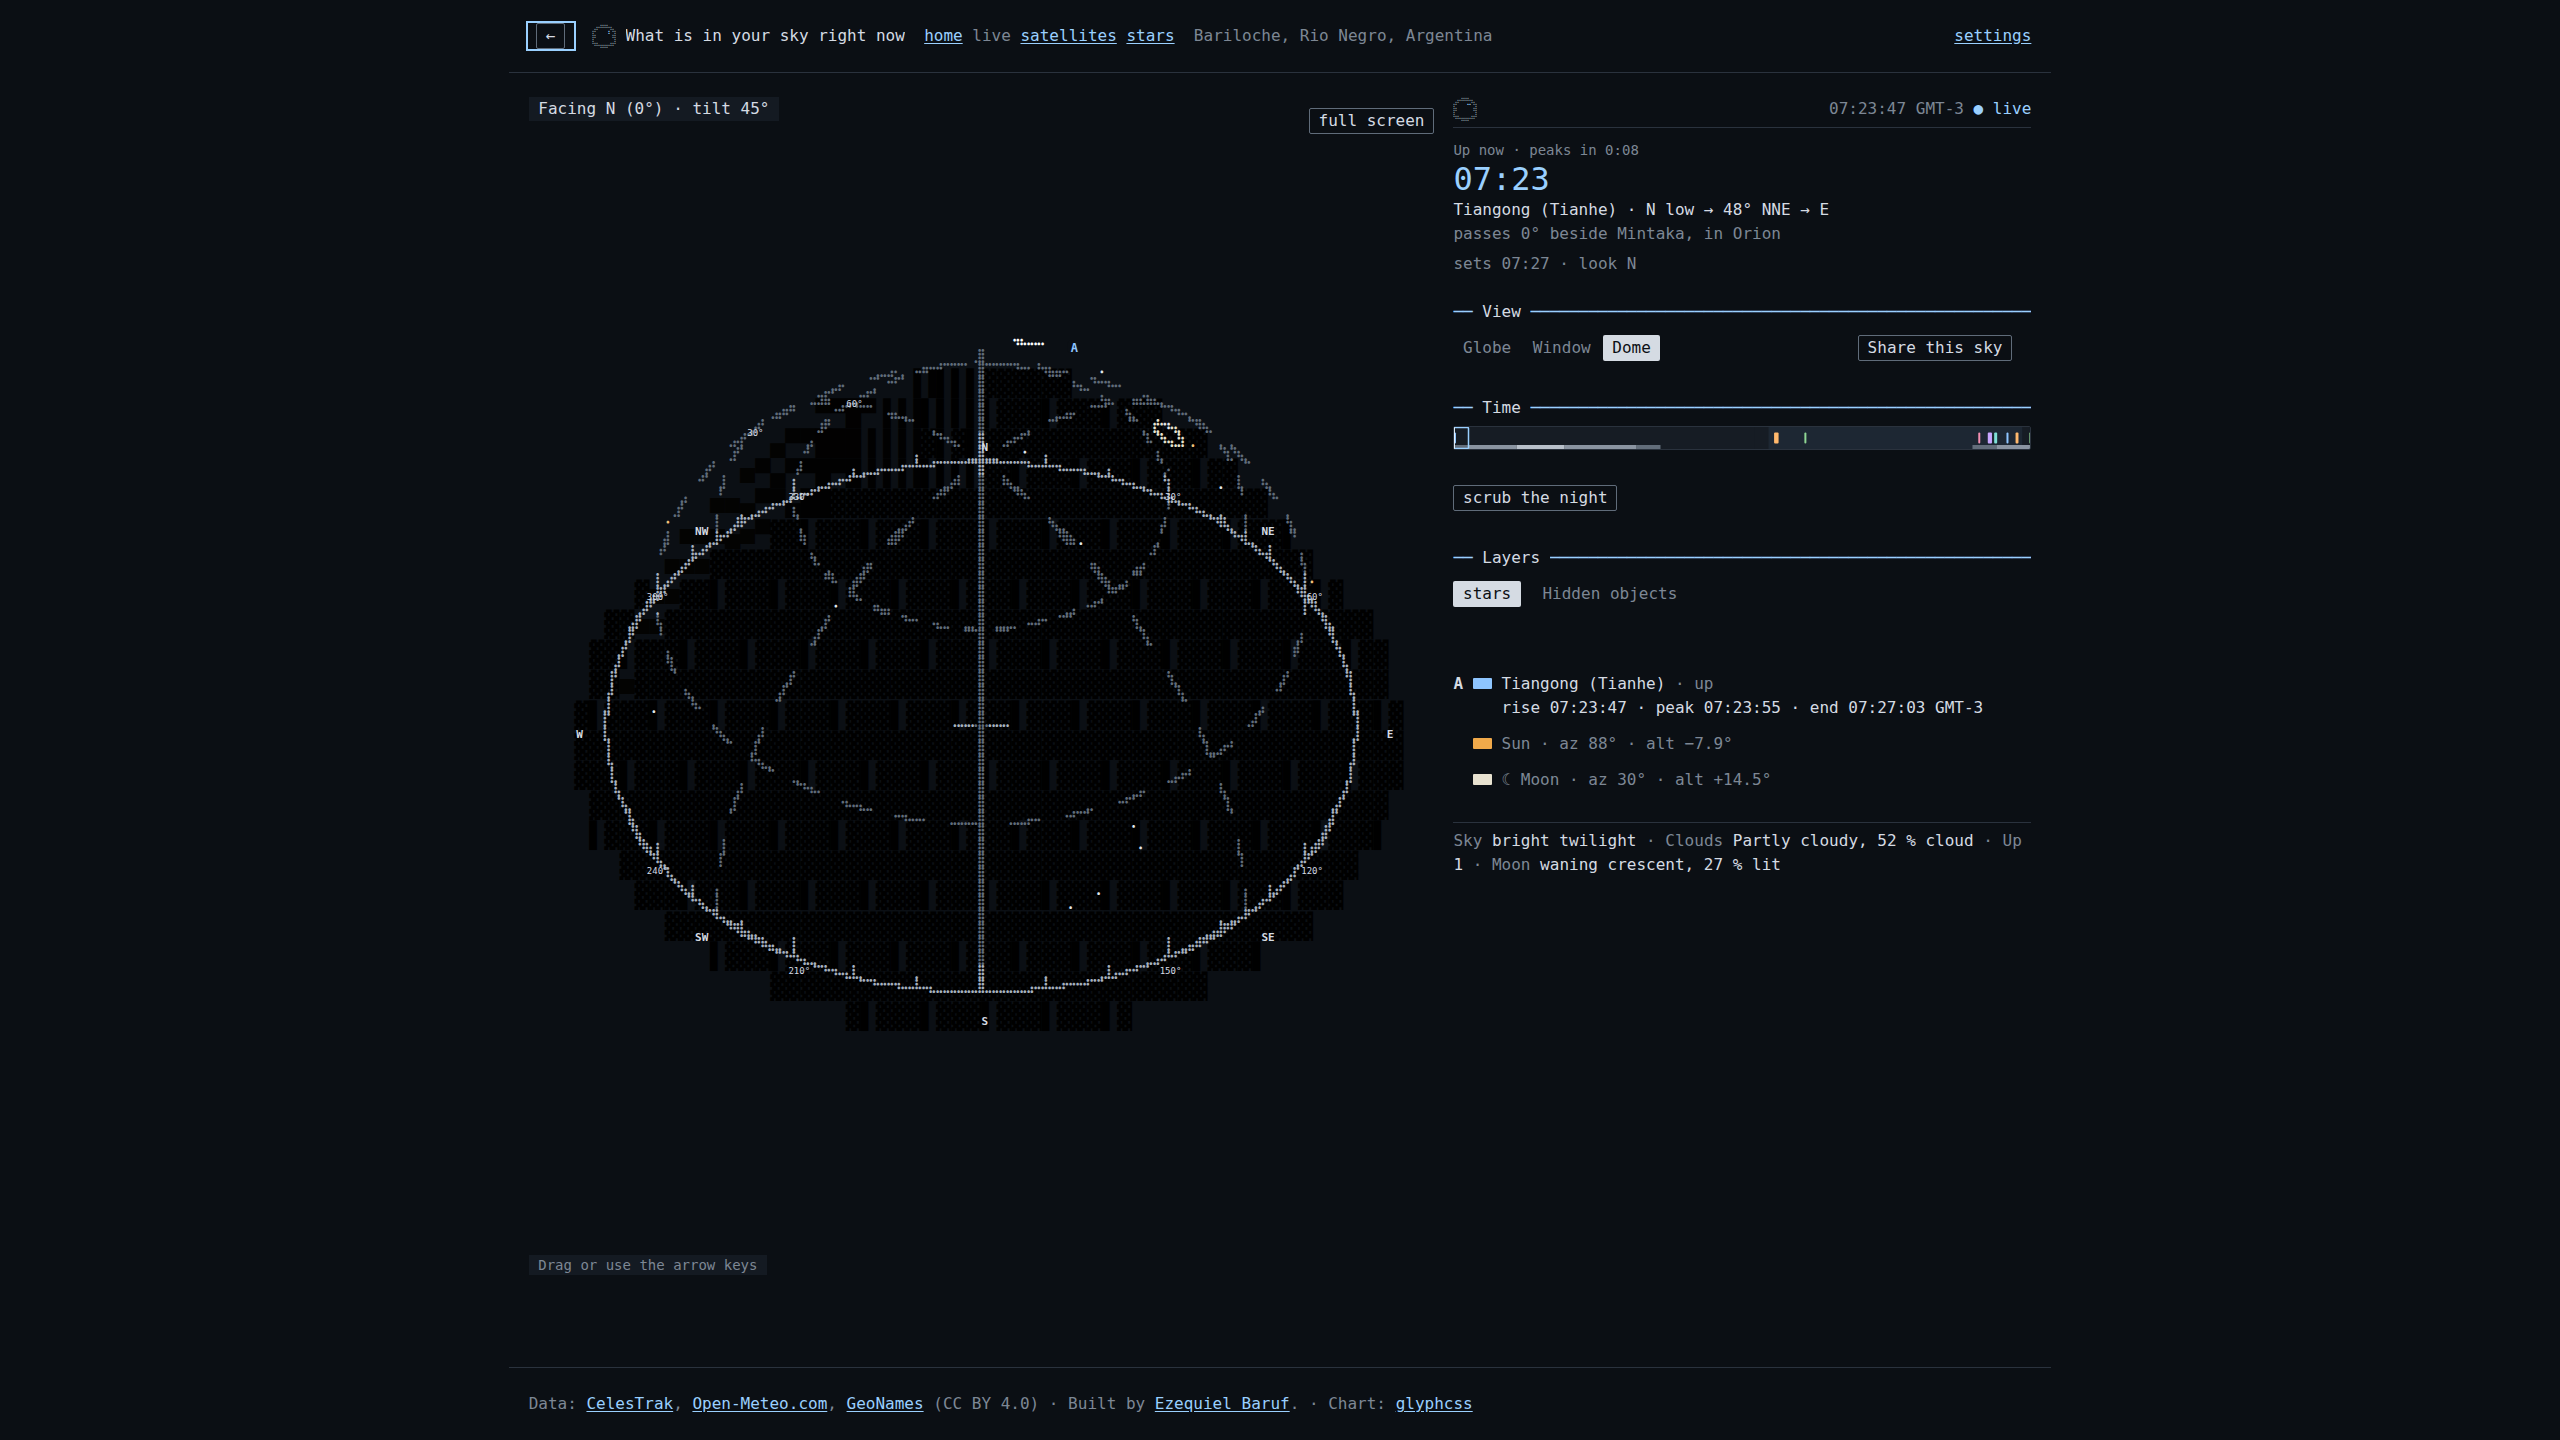 ← What is in your sky right now home live satellites stars Bariloche, Rio Negro, Argentina settings
Facing N (0°) · tilt 45°
full screen
07:23:47 GMT-3 ● live
Up now · peaks in 0:08
07:23
Tiangong (Tianhe) · N low → 48° NNE → E
passes 0° beside Mintaka, in Orion
sets 07:27 · look N
View
Globe Window Dome Share this sky
Time
scrub the night
Layers
stars Hidden objects
A Tiangong (Tianhe) · up
rise 07:23:47 · peak 07:23:55 · end 07:27:03 GMT-3
Sun · az 88° · alt −7.9°
☾ Moon · az 30° · alt +14.5°
Sky bright twilight · Clouds Partly cloudy, 52 % cloud · Up
1 · Moon waning crescent, 27 % lit
A
60°
30°
N
330° 30°
NW NE
300° 60°
W E
240° 120°
SW SE
210° 150°
S
Drag or use the arrow keys
Data: CelesTrak, Open-Meteo.com, GeoNames (CC BY 4.0) · Built by Ezequiel Baruf. · Chart: glyphcss